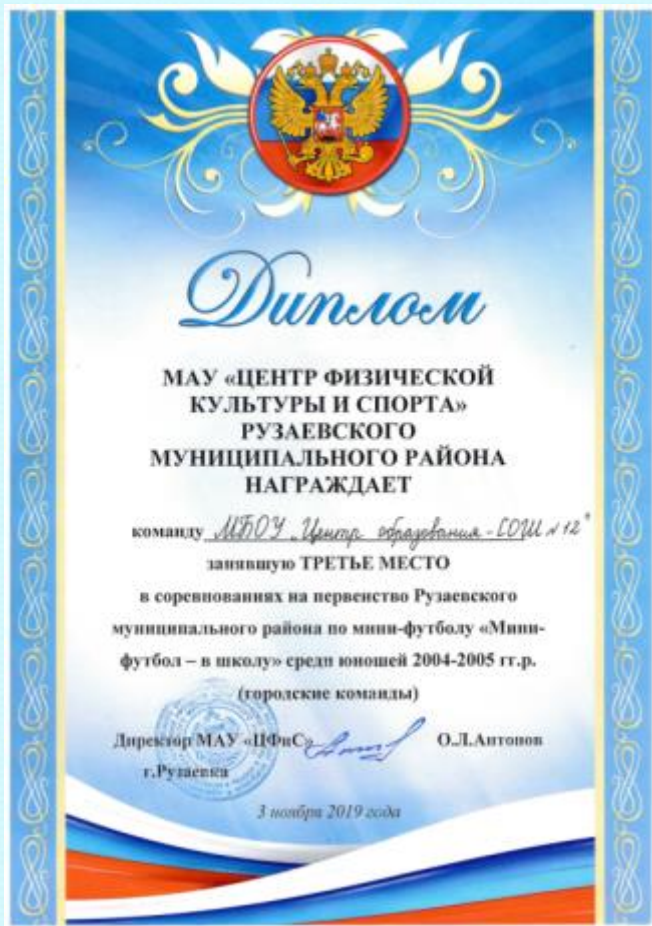 Диплом
МАУ «ЦЕНТР ФИЗИЧЕСКОЙ
КУЛЬТУРЫ И СПОРТА»
РУЗАЕВСКОГО
МУНИЦИПАЛЬНОГО РАЙОНА
НАГРАЖДАЕТ
команду МБОУ „Центр образования - СОШ № 12"
занявшую ТРЕТЬЕ МЕСТО
в соревнованиях на первенство Рузаевского
муниципального района по мини-футболу «Мини-
футбол – в школу» среди юношей 2004-2005 гг.р.
(городские команды)
Директор МАУ «ЦФиС» О.Л.Антонов
г.Рузаевка
3 ноября 2019 года